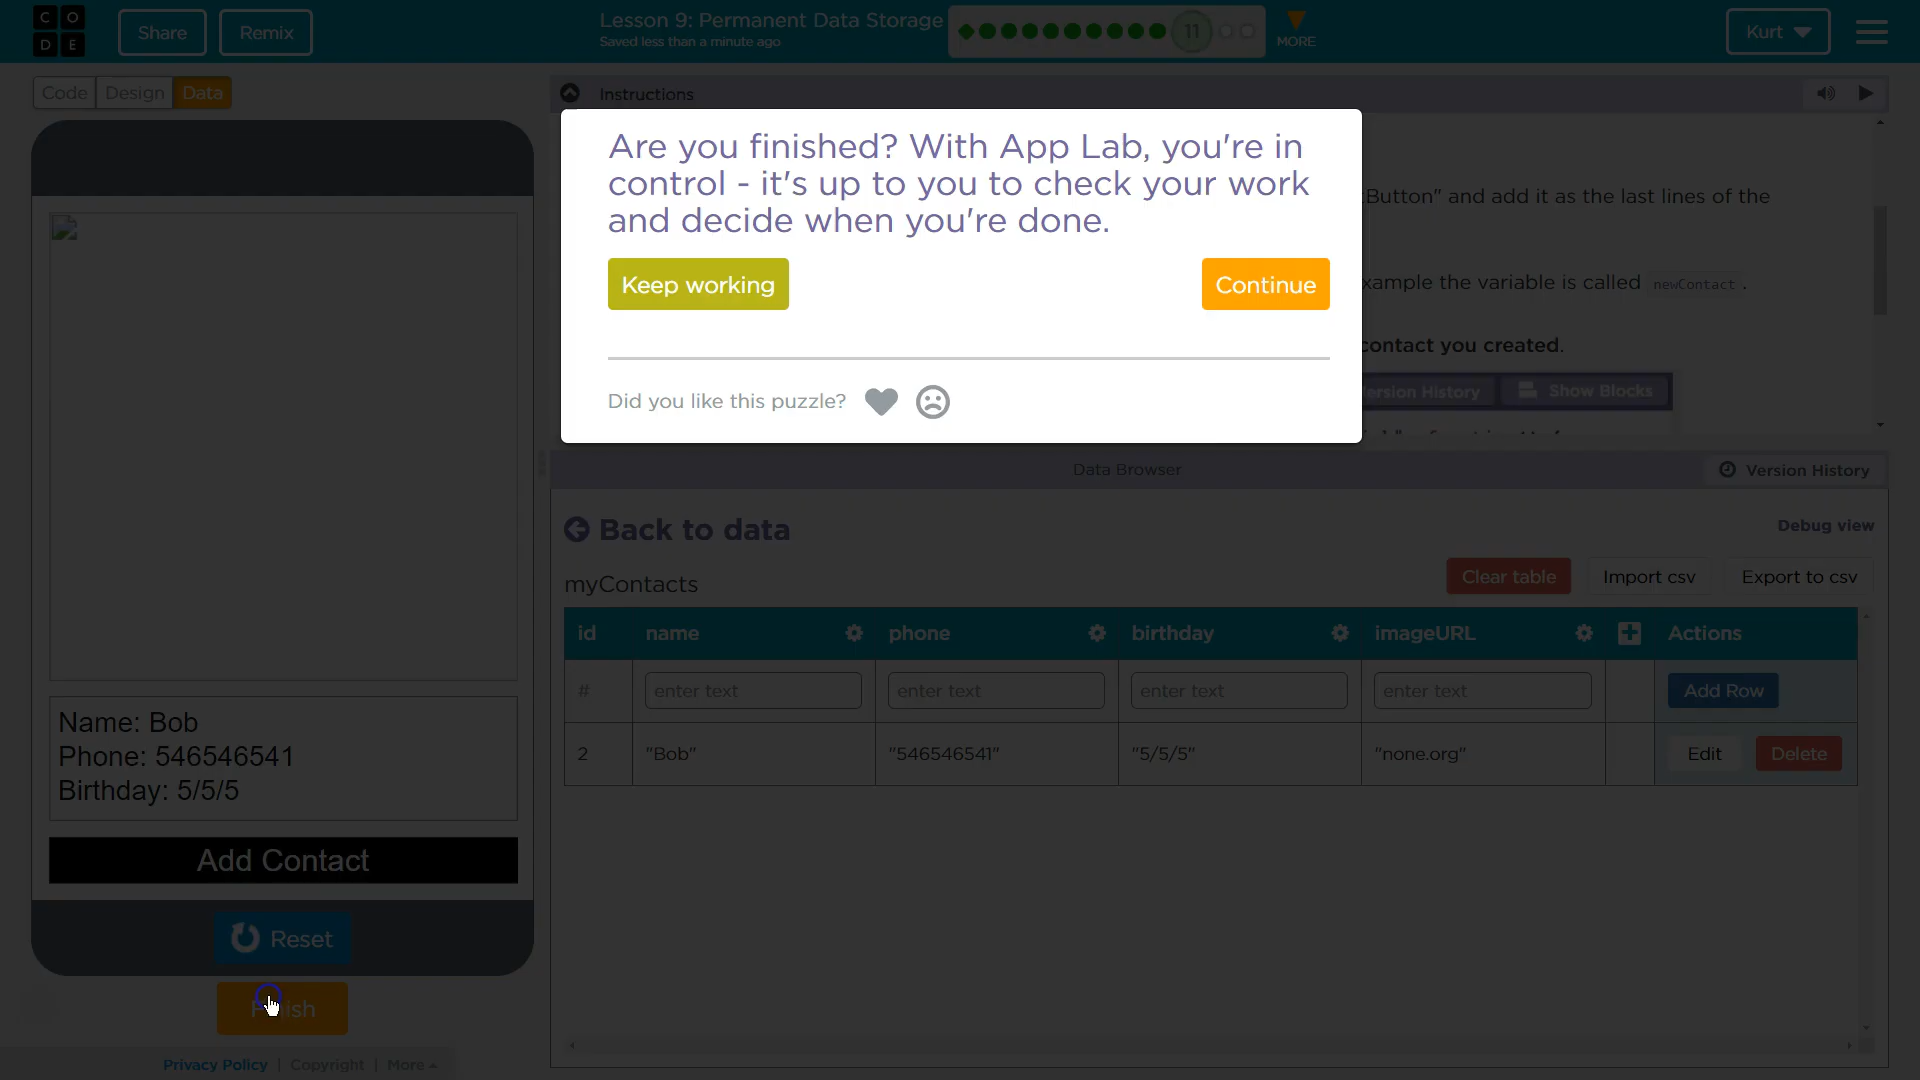 C O
D E
Share
Remix
Lesson 9: Permanent Data Storage
Saved less than a minute ago
11
MORE
Kurt
Code
Design
Data
Instructions
Are you finished? With App Lab, you're in
control - it's up to you to check your work
and decide when you're done.
Keep working
Continue
Did you like this puzzle?
Button" and add it as the last lines of the
xample the variable is called newContact .
contact you created.
ersion History
Show Blocks
Data Browser
Version History
Back to data
Debug view
myContacts
Clear table
Import csv
Export to csv
id name phone birthday imageURL Actions
# enter text enter text enter text enter text Add Row
2 "Bob" "546546541" "5/5/5" "none.org" Edit Delete
Name: Bob
Phone: 546546541
Birthday: 5/5/5
Add Contact
Reset
Finish
Privacy Policy | Copyright | More